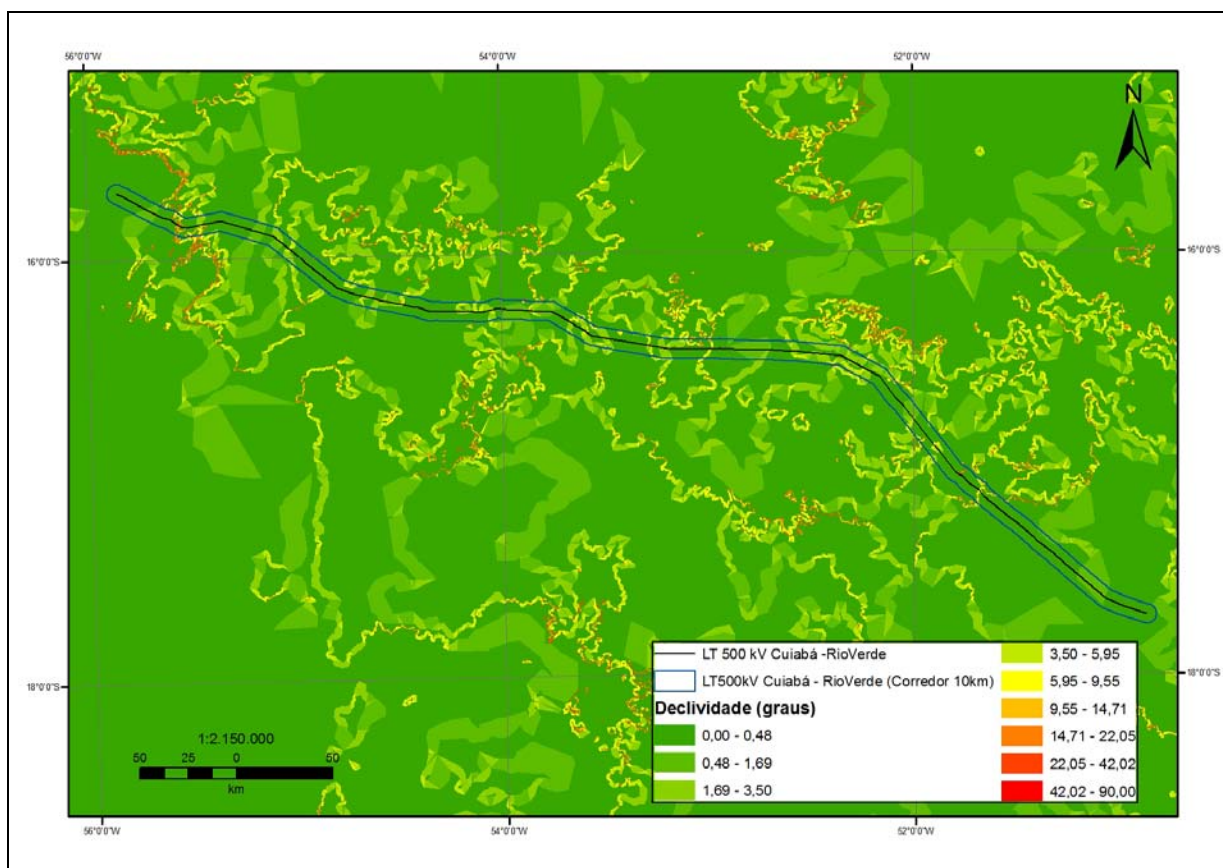 56°0'0"W
54°0'0"W
52°0'0"W
N
16°0'0"S
16°0'0"S
18°0'0"S
18°0'0"S
LT 500 kV Cuiabá -RioVerde
LT500kV Cuiabá - RioVerde (Corredor 10km)
Declividade (graus)
0,00 - 0,48
0,48 - 1,69
1,69 - 3,50
3,50 - 5,95
5,95 - 9,55
9,55 - 14,71
14,71 - 22,05
22,05 - 42,02
42,02 - 90,00
1:2.150.000
50 25 0 50
km
56°0'0"W
54°0'0"W
52°0'0"W